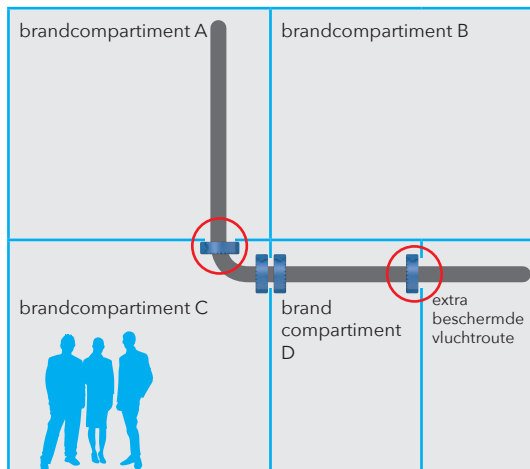 brandcompartiment A
brandcompartiment B
brandcompartiment C
brand
compartiment
D
extra
beschermde
vluchtroute